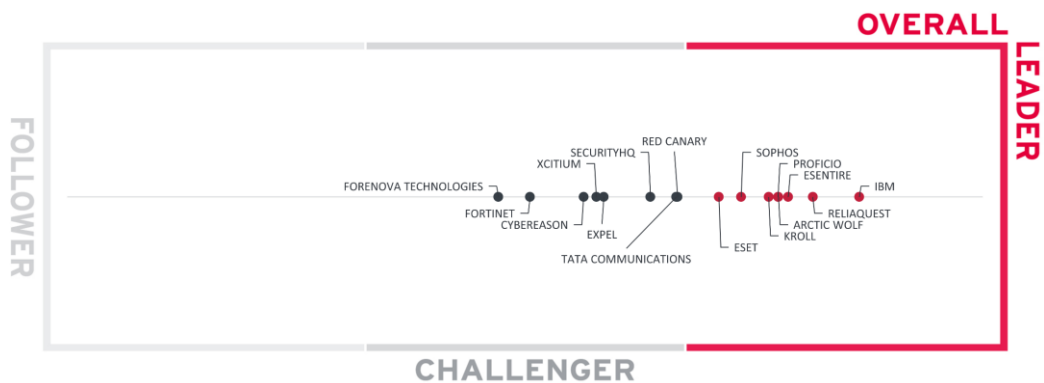 OVERALL
LEADER
FOLLOWER
RED CANARY
SECURITYHQ
SOPHOS
XCITIUM
PROFICIO
ESENTIRE
FORENOVA TECHNOLOGIES
IBM
FORTINET
RELIAQUEST
CYBEREASON
ARCTIC WOLF
EXPEL
KROLL
ESET
TATA COMMUNICATIONS
CHALLENGER